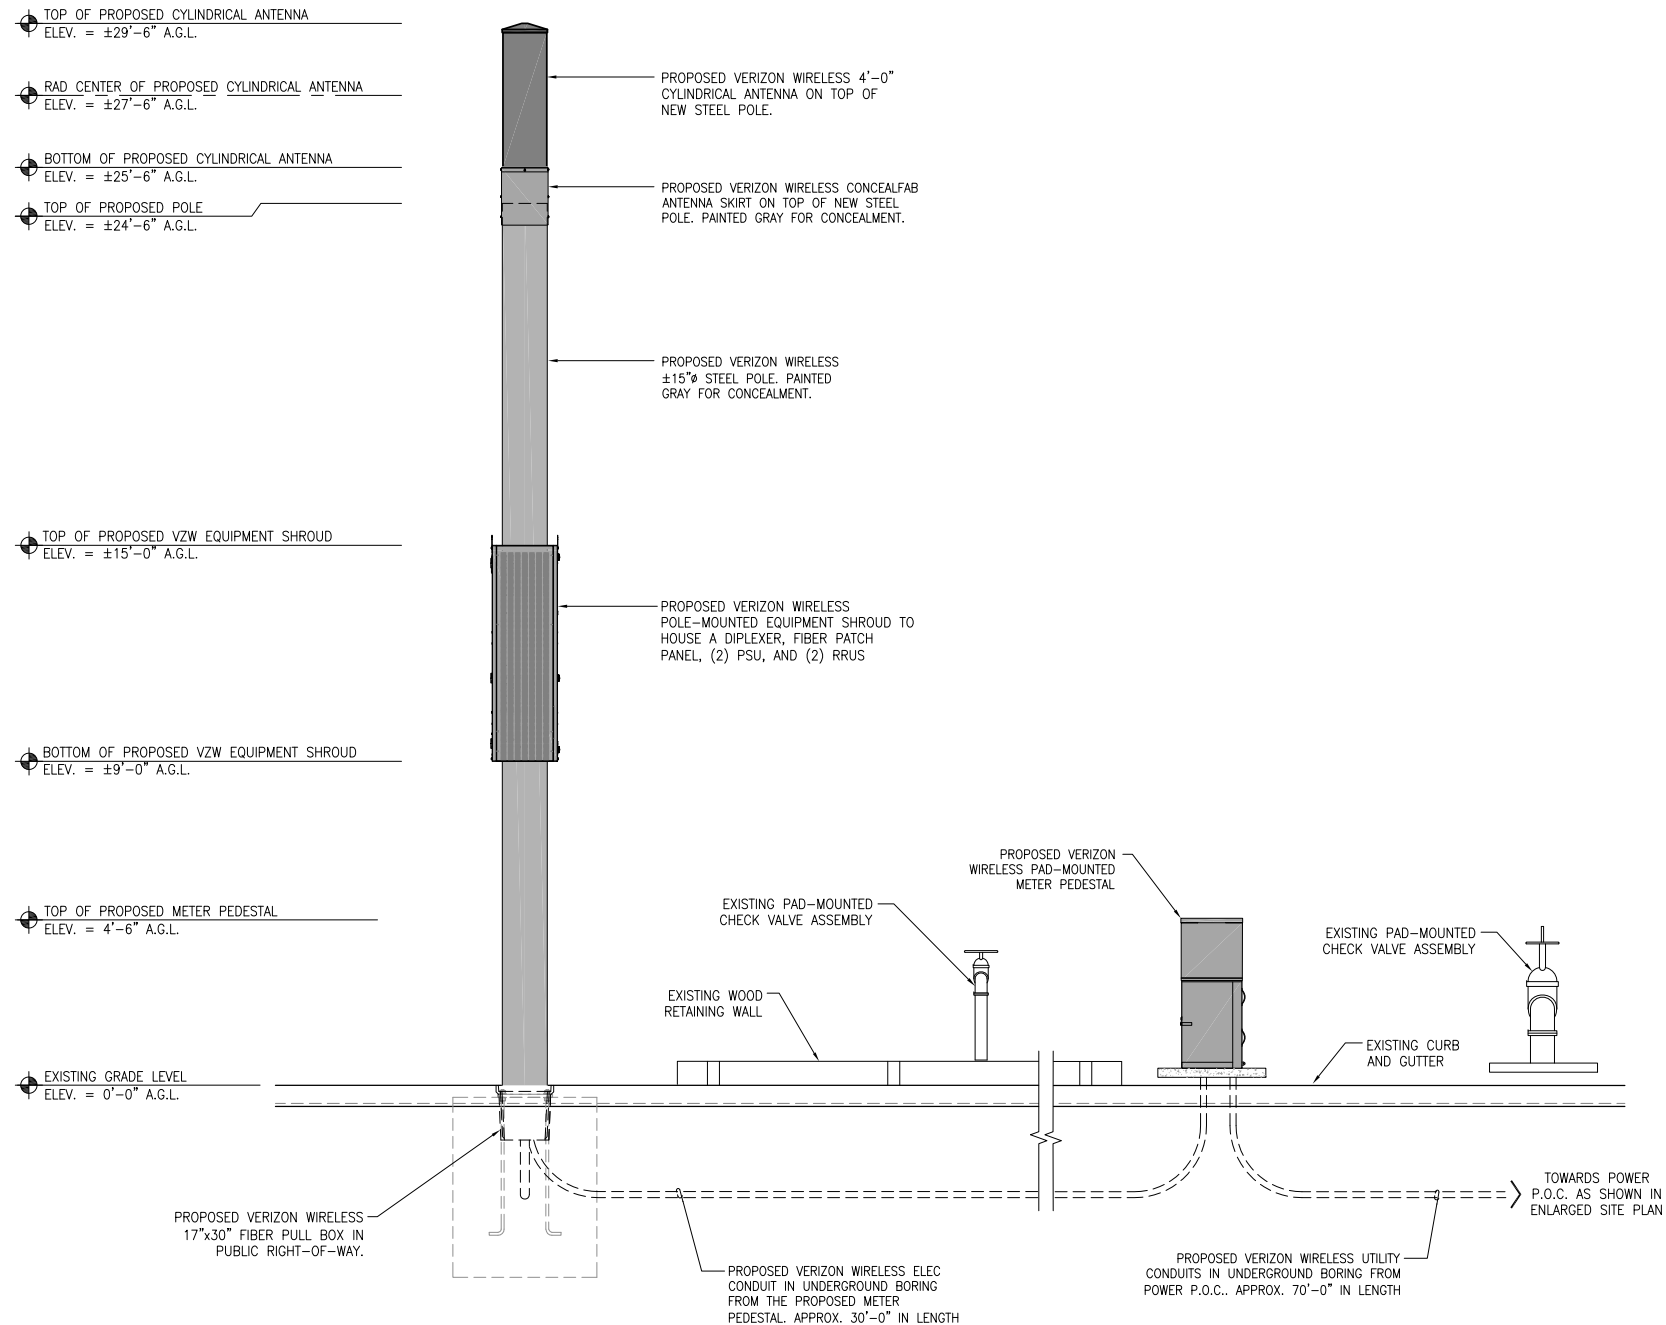 TOP OF PROPOSED CYLINDRICAL ANTENNA
ELEV. = ±29'-6" A.G.L.
RAD CENTER OF PROPOSED CYLINDRICAL ANTENNA
ELEV. = ±27'-6" A.G.L.
BOTTOM OF PROPOSED CYLINDRICAL ANTENNA
ELEV. = ±25'-6" A.G.L.
TOP OF PROPOSED POLE
ELEV. = ±24'-6" A.G.L.
PROPOSED VERIZON WIRELESS 4'-0"
CYLINDRICAL ANTENNA ON TOP OF
NEW STEEL POLE.
PROPOSED VERIZON WIRELESS CONCEALFAB
ANTENNA SKIRT ON TOP OF NEW STEEL
POLE. PAINTED GRAY FOR CONCEALMENT.
PROPOSED VERIZON WIRELESS
±15"ø STEEL POLE. PAINTED
GRAY FOR CONCEALMENT.
TOP OF PROPOSED VZW EQUIPMENT SHROUD
ELEV. = ±15'-0" A.G.L.
PROPOSED VERIZON WIRELESS
POLE-MOUNTED EQUIPMENT SHROUD TO
HOUSE A DIPLEXER, FIBER PATCH
PANEL, (2) PSU, AND (2) RRUS
BOTTOM OF PROPOSED VZW EQUIPMENT SHROUD
ELEV. = ±9'-0" A.G.L.
TOP OF PROPOSED METER PEDESTAL
ELEV. = 4'-6" A.G.L.
EXISTING GRADE LEVEL
ELEV. = 0'-0" A.G.L.
PROPOSED VERIZON
WIRELESS PAD-MOUNTED
METER PEDESTAL
EXISTING PAD-MOUNTED
CHECK VALVE ASSEMBLY
EXISTING PAD-MOUNTED
CHECK VALVE ASSEMBLY
EXISTING WOOD
RETAINING WALL
EXISTING CURB
AND GUTTER
PROPOSED VERIZON WIRELESS
17"x30" FIBER PULL BOX IN
PUBLIC RIGHT-OF-WAY.
PROPOSED VERIZON WIRELESS ELEC
CONDUIT IN UNDERGROUND BORING
FROM THE PROPOSED METER
PEDESTAL. APPROX. 30'-0" IN LENGTH
PROPOSED VERIZON WIRELESS UTILITY
CONDUITS IN UNDERGROUND BORING FROM
POWER P.O.C.. APPROX. 70'-0" IN LENGTH
TOWARDS POWER
P.O.C. AS SHOWN IN
ENLARGED SITE PLAN